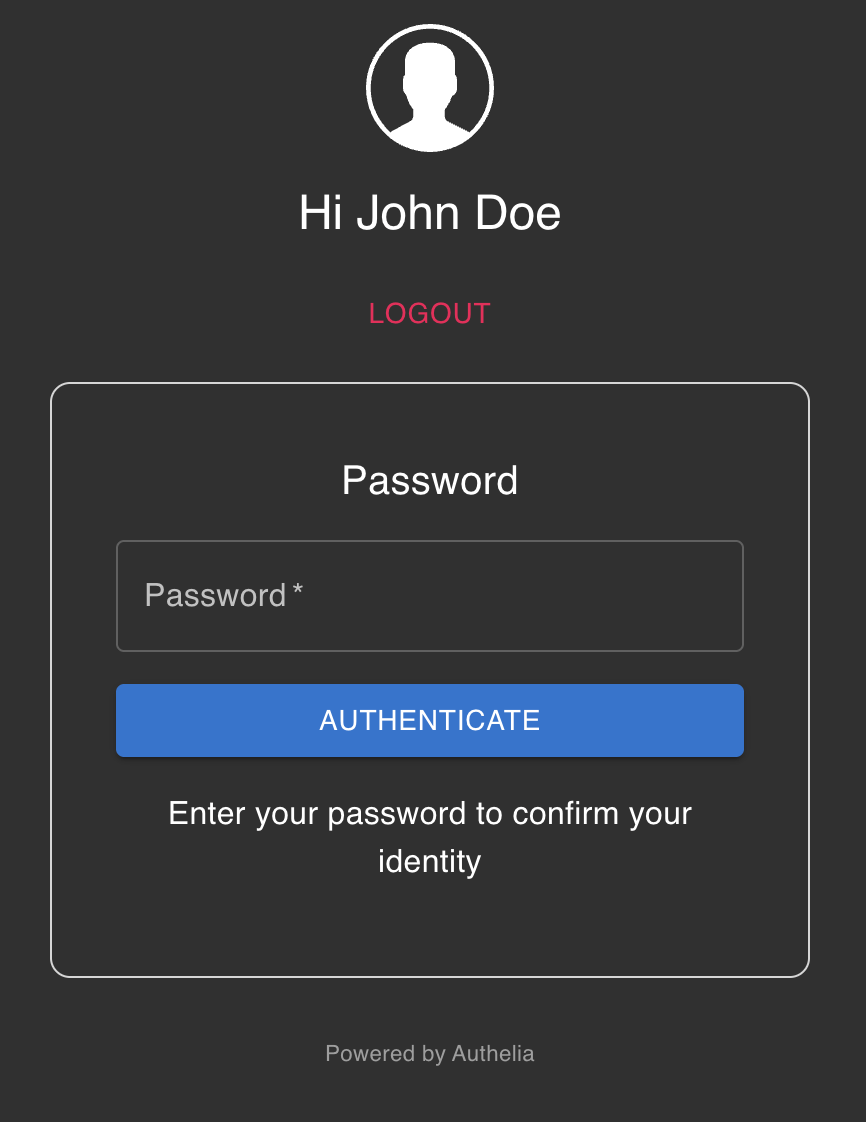 Hi John Doe
LOGOUT
Password
Password *
AUTHENTICATE
Enter your password to confirm your
identity
Powered by Authelia